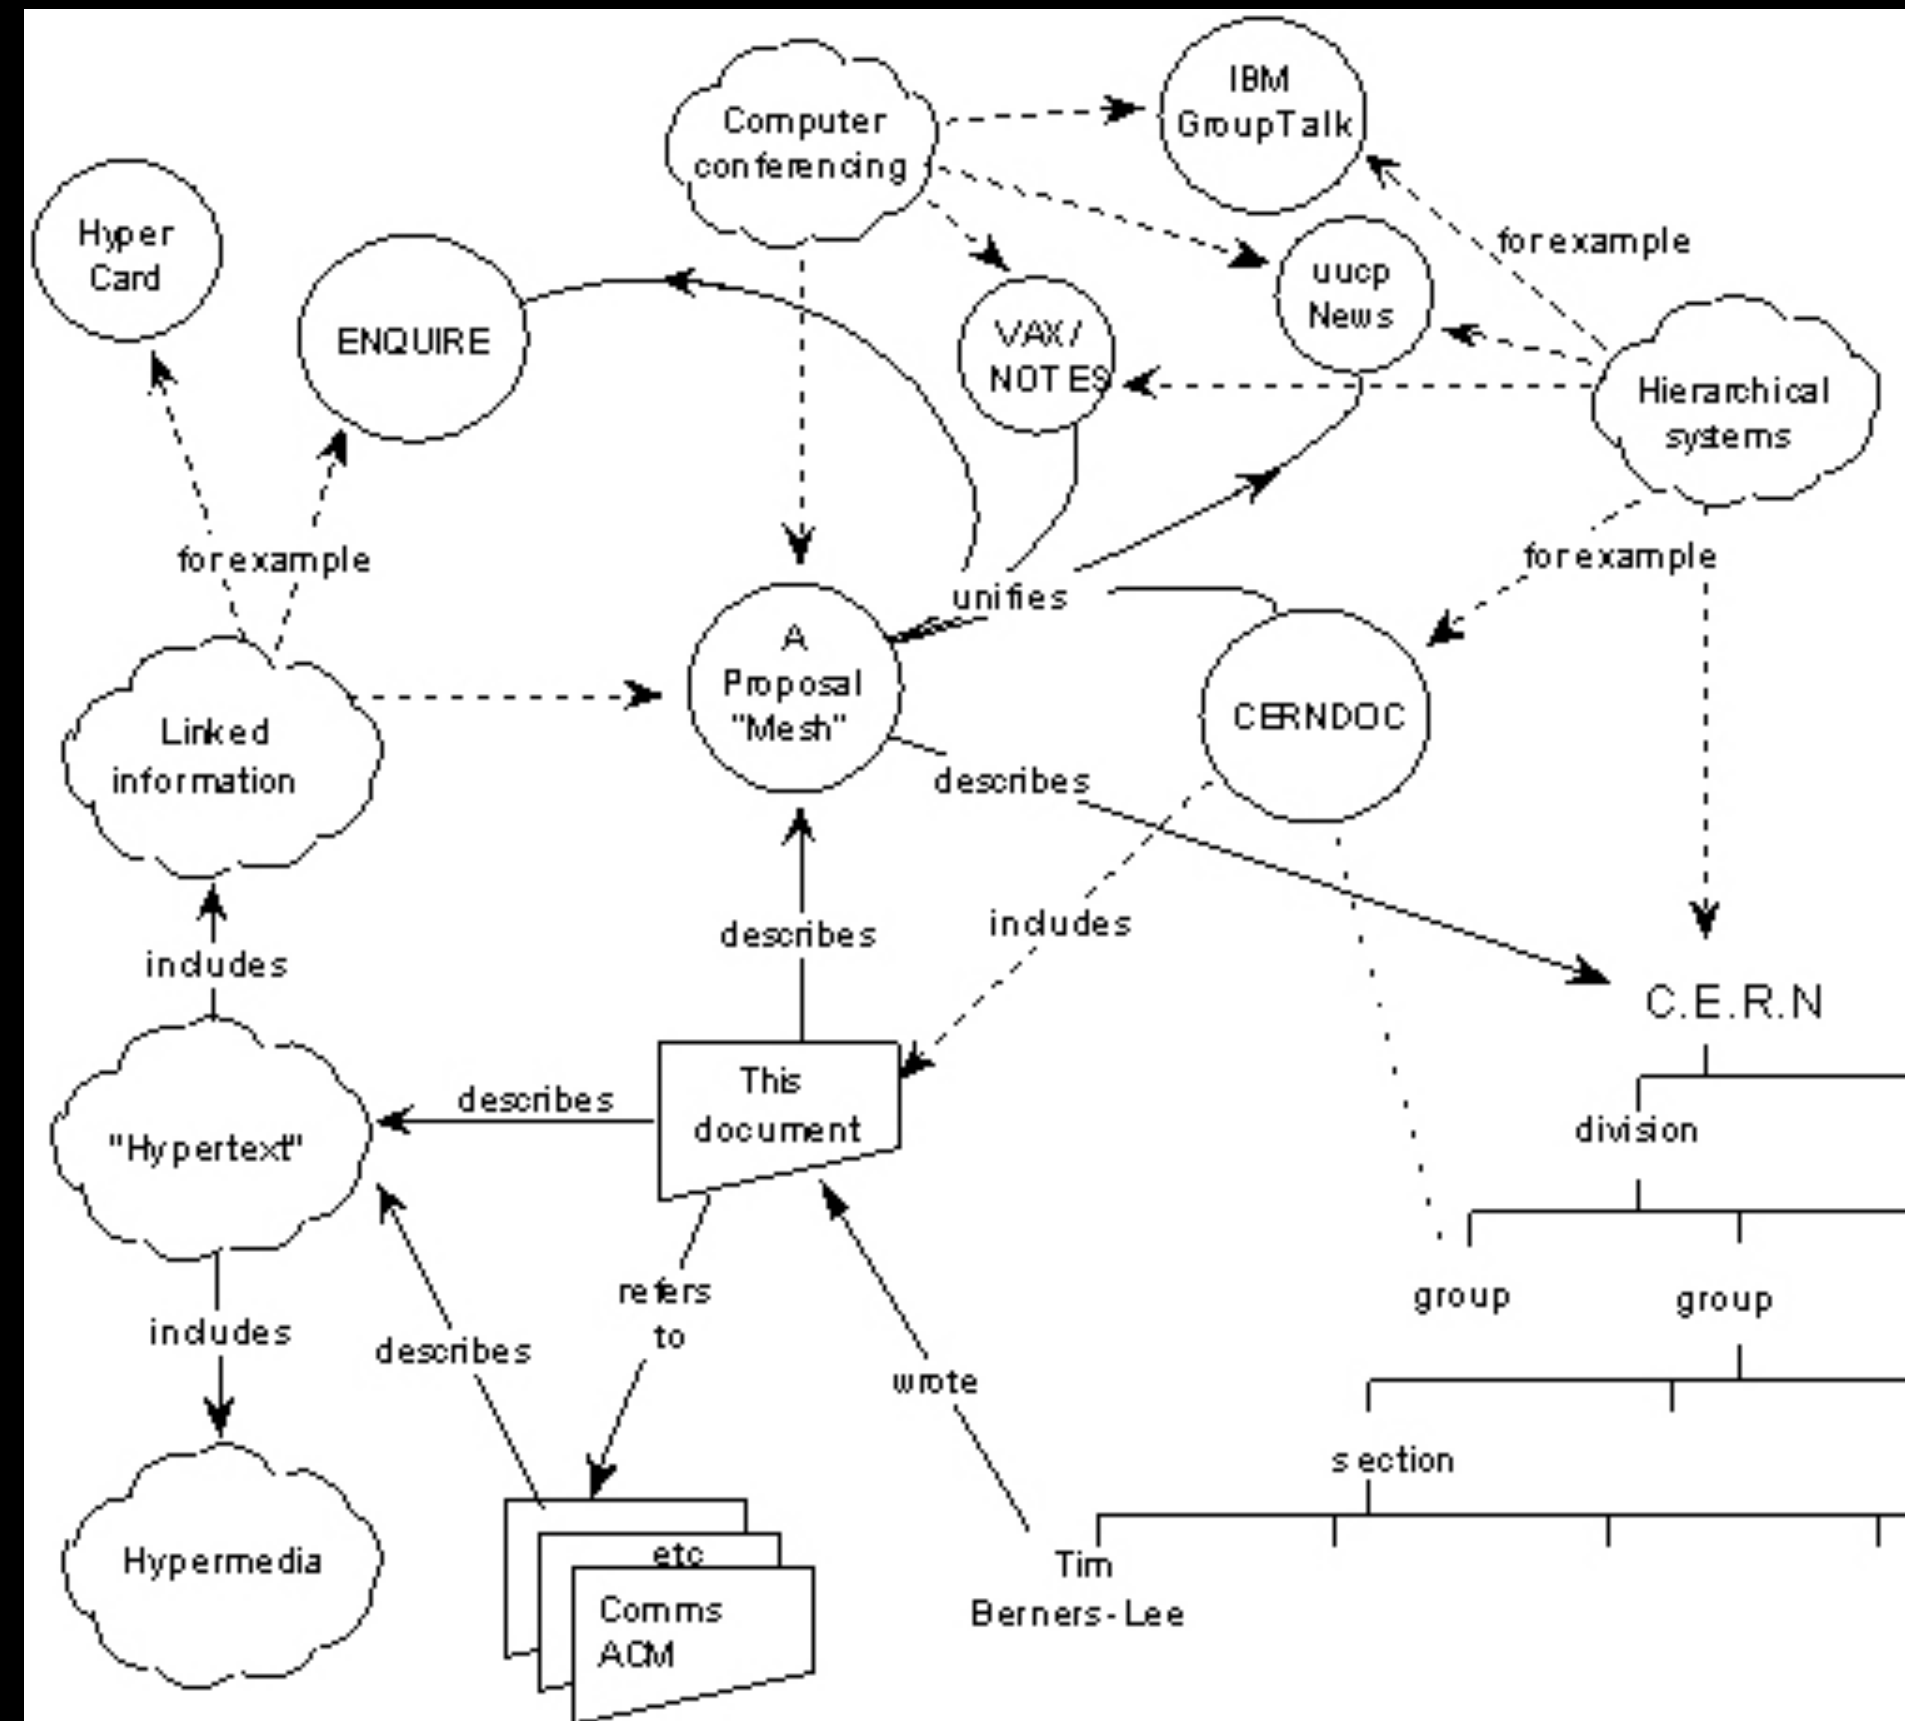 IBM
GroupTalk
Computer
conferencing
Hyper
Card
for example
uucp
News
ENQUIRE
VAX/
NOTES
Hierarchical
systems
for example
for example
unifies
A
Proposal
"Mesh"
CERNDOC
Linked
information
describes
includes
describes
includes
C.E.R.N
This
document
describes
division
"Hypertext"
refers
to
group
group
includes
describes
wrote
section
etc
Comms
ACM
Hypermedia
Tim
Berners-Lee